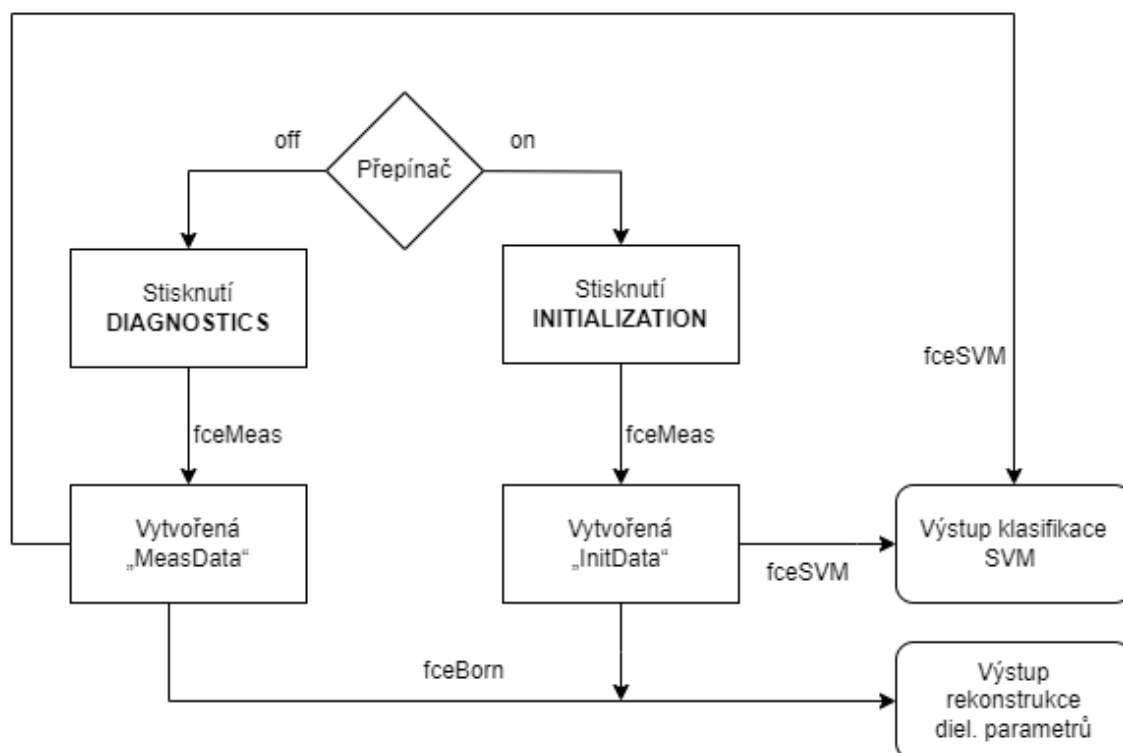 off
Přepínač
on
Stisknutí
DIAGNOSTICS
Stisknutí
INITIALIZATION
fceSVM
fceMeas
fceMeas
Vytvořená
„MeasData“
Vytvořená
„InitData“
fceSVM
Výstup klasifikace
SVM
fceBorn
Výstup
rekonstrukce
diel. parametrů